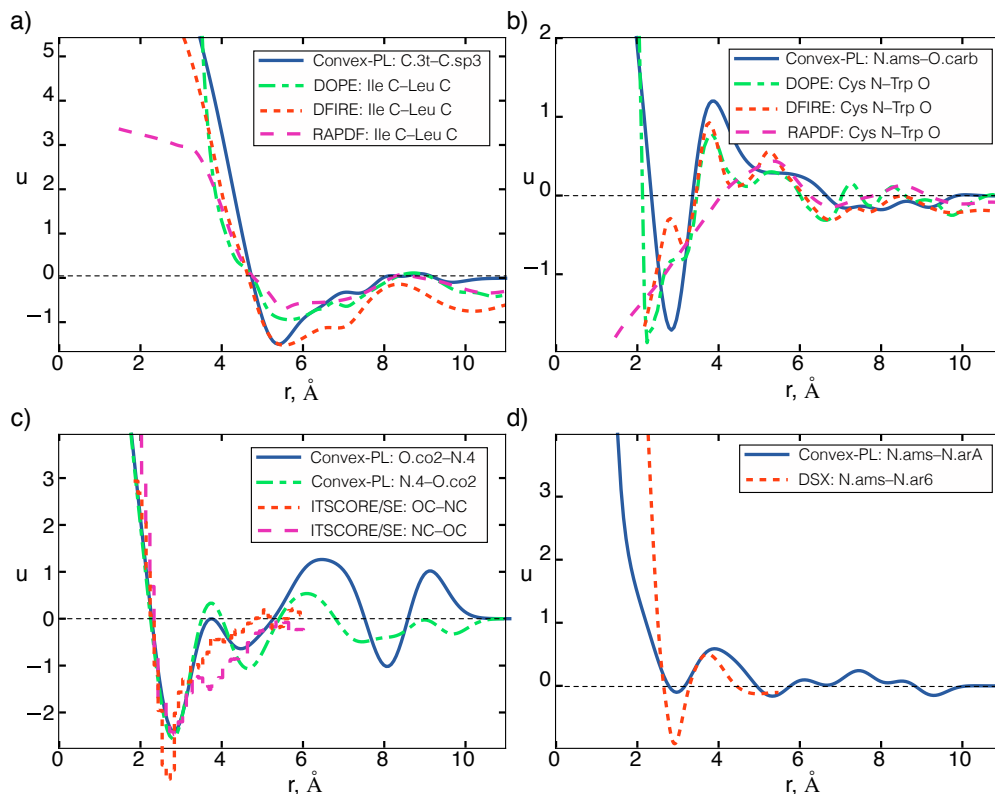 a)
5
4
3
2
1
0
−1
u
0 2 4 6 8 10
r, Å
Convex-PL: C.3t–C.sp3
DOPE: Ile C–Leu C
DFIRE: Ile C–Leu C
RAPDF: Ile C–Leu C
b)
2
1
0
−1
u
0 2 4 6 8 10
r, Å
Convex-PL: N.ams–O.carb
DOPE: Cys N–Trp O
DFIRE: Cys N–Trp O
RAPDF: Cys N–Trp O
c)
3
2
1
0
−1
−2
u
0 2 4 6 8 10
r, Å
Convex-PL: O.co2–N.4
Convex-PL: N.4–O.co2
ITSCORE/SE: OC–NC
ITSCORE/SE: NC–OC
d)
3
2
1
0
u
0 2 4 6 8 10
r, Å
Convex-PL: N.ams–N.arA
DSX: N.ams–N.ar6